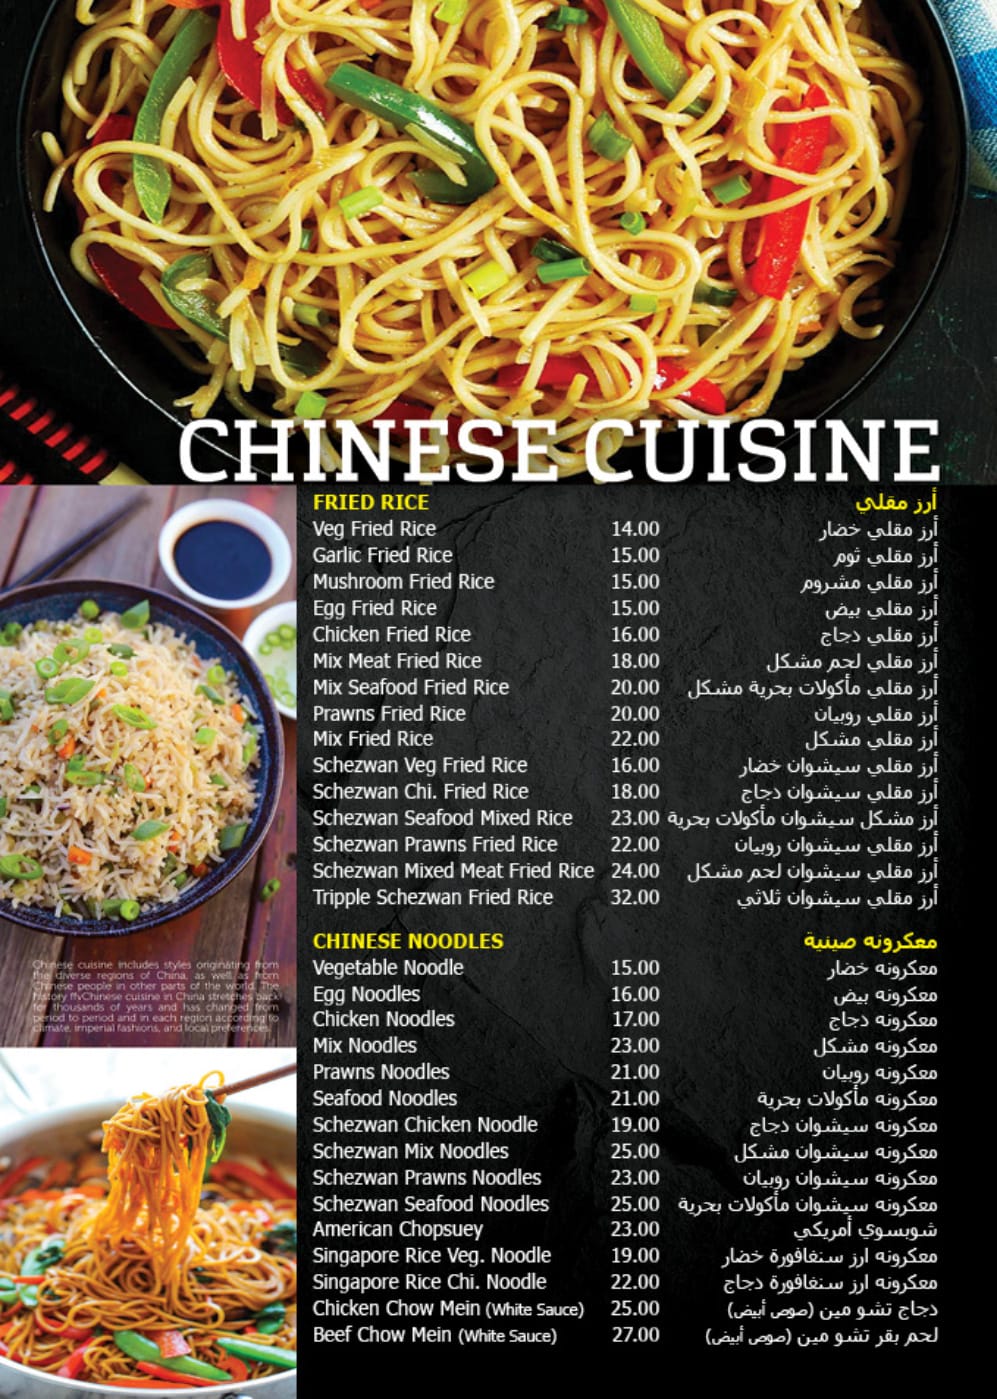 CHINESE CUISINE
FRIED RICE أرز مقلي
Veg Fried Rice 14.00 أرز مقلي خضار
Garlic Fried Rice 15.00 أرز مقلي ثوم
Mushroom Fried Rice 15.00 أرز مقلي مشروم
Egg Fried Rice 15.00 أرز مقلي بيض
Chicken Fried Rice 16.00 أرز مقلي دجاج
Mix Meat Fried Rice 18.00 أرز مقلي لحم مشكل
Mix Seafood Fried Rice 20.00 أرز مقلي مأكولات بحرية مشكل
Prawns Fried Rice 20.00 أرز مقلي روبيان
Mix Fried Rice 22.00 أرز مقلي مشكل
Schezwan Veg Fried Rice 16.00 أرز مقلي سيشوان خضار
Schezwan Chi. Fried Rice 18.00 أرز مقلي سيشوان دجاج
Schezwan Seafood Mixed Rice 23.00 أرز مشكل سيشوان مأكولات بحرية
Schezwan Prawns Fried Rice 22.00 أرز مقلي سيشوان روبيان
Schezwan Mixed Meat Fried Rice 24.00 أرز مقلي سيشوان لحم مشكل
Tripple Schezwan Fried Rice 32.00 أرز مقلي سيشوان ثلاثي
CHINESE NOODLES معكرونه صينية
Vegetable Noodle 15.00 معكرونه خضار
Egg Noodles 16.00 معكرونه بيض
Chicken Noodles 17.00 معكرونه دجاج
Mix Noodles 23.00 معكرونه مشكل
Prawns Noodles 21.00 معكرونه روبيان
Seafood Noodles 21.00 معكرونه مأكولات بحرية
Schezwan Chicken Noodle 19.00 معكرونه سيشوان دجاج
Schezwan Mix Noodles 25.00 معكرونه سيشوان مشكل
Schezwan Prawns Noodles 23.00 معكرونه سيشوان روبيان
Schezwan Seafood Noodles 25.00 معكرونه سيشوان مأكولات بحرية
American Chopsuey 23.00 شوبسوي أمريكي
Singapore Rice Veg. Noodle 19.00 معكرونه ارز سنغافورة خضار
Singapore Rice Chi. Noodle 22.00 معكرونه ارز سنغافورة دجاج
Chicken Chow Mein (White Sauce) 25.00 دجاج تشو مين (صوص أبيض)
Beef Chow Mein (White Sauce) 27.00 لحم بقر تشو مين (صوص أبيض)
Chinese cuisine includes styles originating from
the diverse regions of China, as well as from
Chinese people in other parts of the world. The
history ffvChinese cuisine in China stretches back
for thousands of years and has changed from
period to period and in each region according to
climate, imperial fashions, and local preferences.